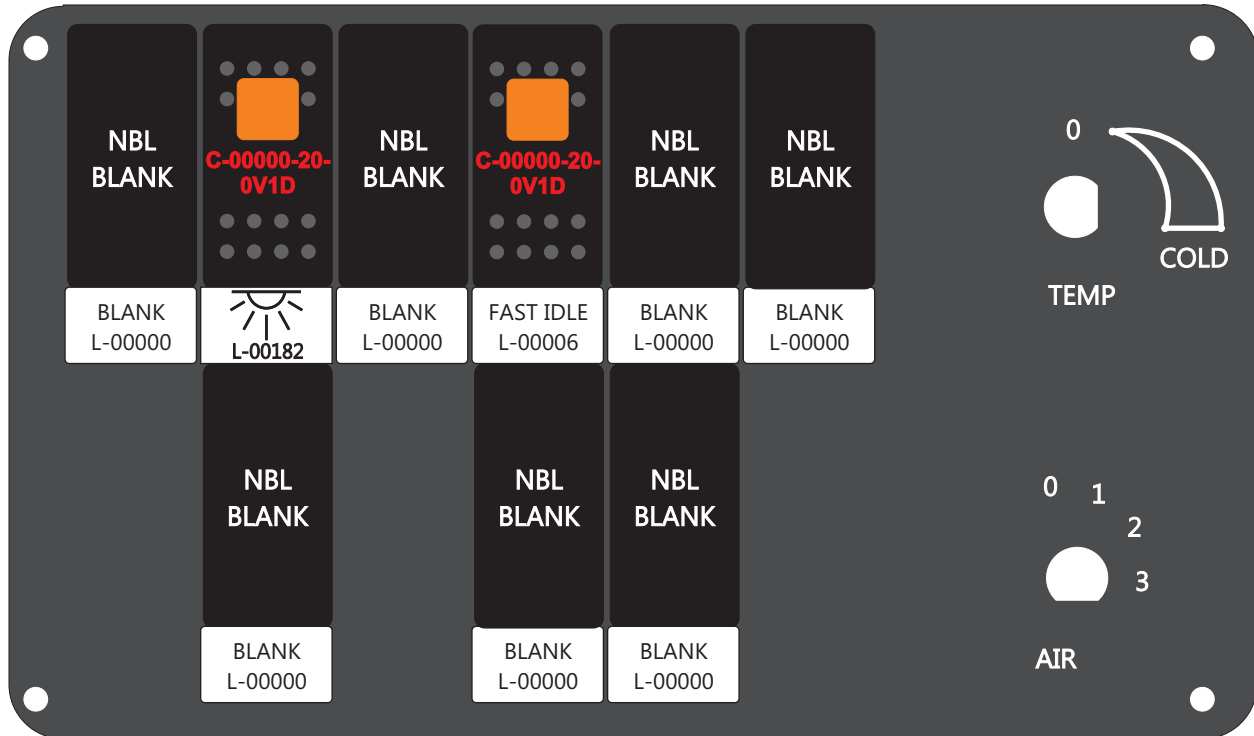 NBL
BLANK
C-00000-20-
0V1D
NBL
BLANK
C-00000-20-
0V1D
NBL
BLANK
NBL
BLANK
0
COLD
TEMP
BLANK
L-00000
L-00182
BLANK
L-00000
FAST IDLE
L-00006
BLANK
L-00000
BLANK
L-00000
NBL
BLANK
NBL
BLANK
NBL
BLANK
0
1
2
3
AIR
BLANK
L-00000
BLANK
L-00000
BLANK
L-00000